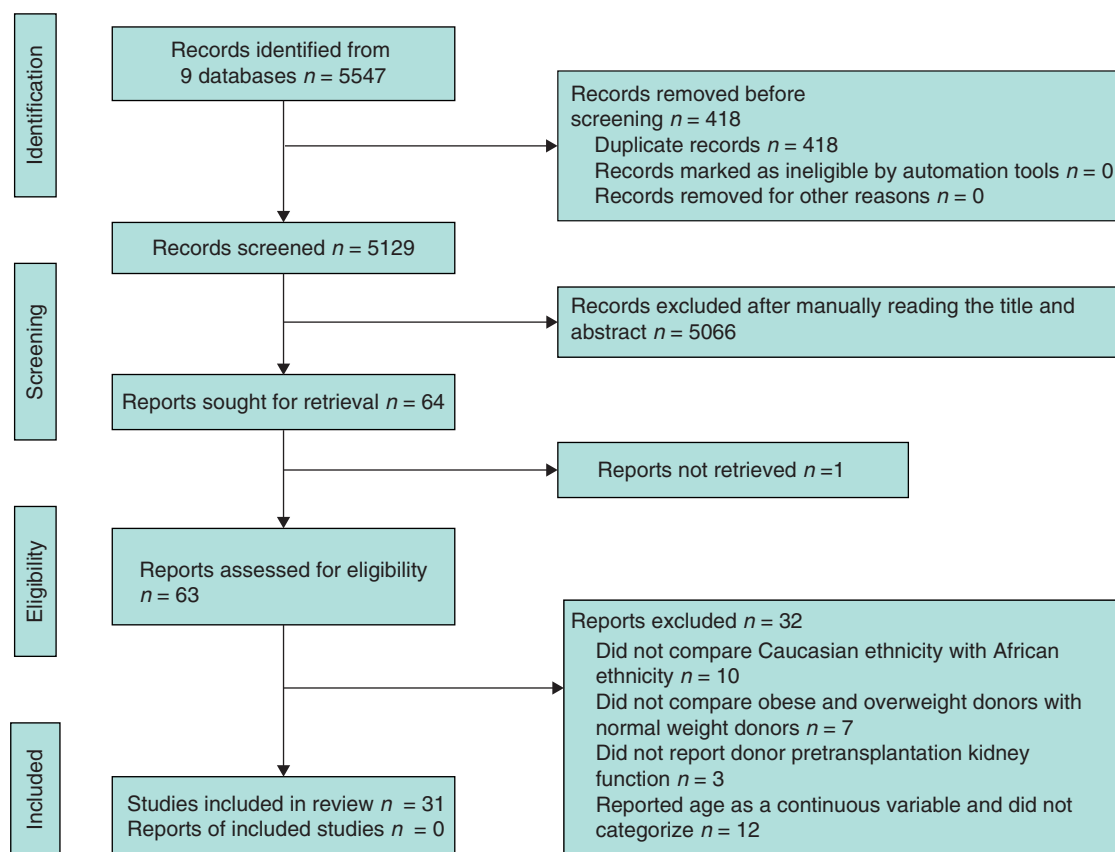 Identification
Records identified from
9 databases n = 5547
Records removed before
screening n = 418
Duplicate records n = 418
Records marked as ineligible by automation tools n = 0
Records removed for other reasons n = 0
Screening
Records screened n = 5129
Records excluded after manually reading the title and
abstract n = 5066
Reports sought for retrieval n = 64
Reports not retrieved n =1
Eligibility
Reports assessed for eligibility
n = 63
Reports excluded n = 32
Did not compare Caucasian ethnicity with African
ethnicity n = 10
Did not compare obese and overweight donors with
normal weight donors n = 7
Did not report donor pretransplantation kidney
function n = 3
Reported age as a continuous variable and did not
categorize n = 12
Included
Studies included in review n = 31
Reports of included studies n = 0